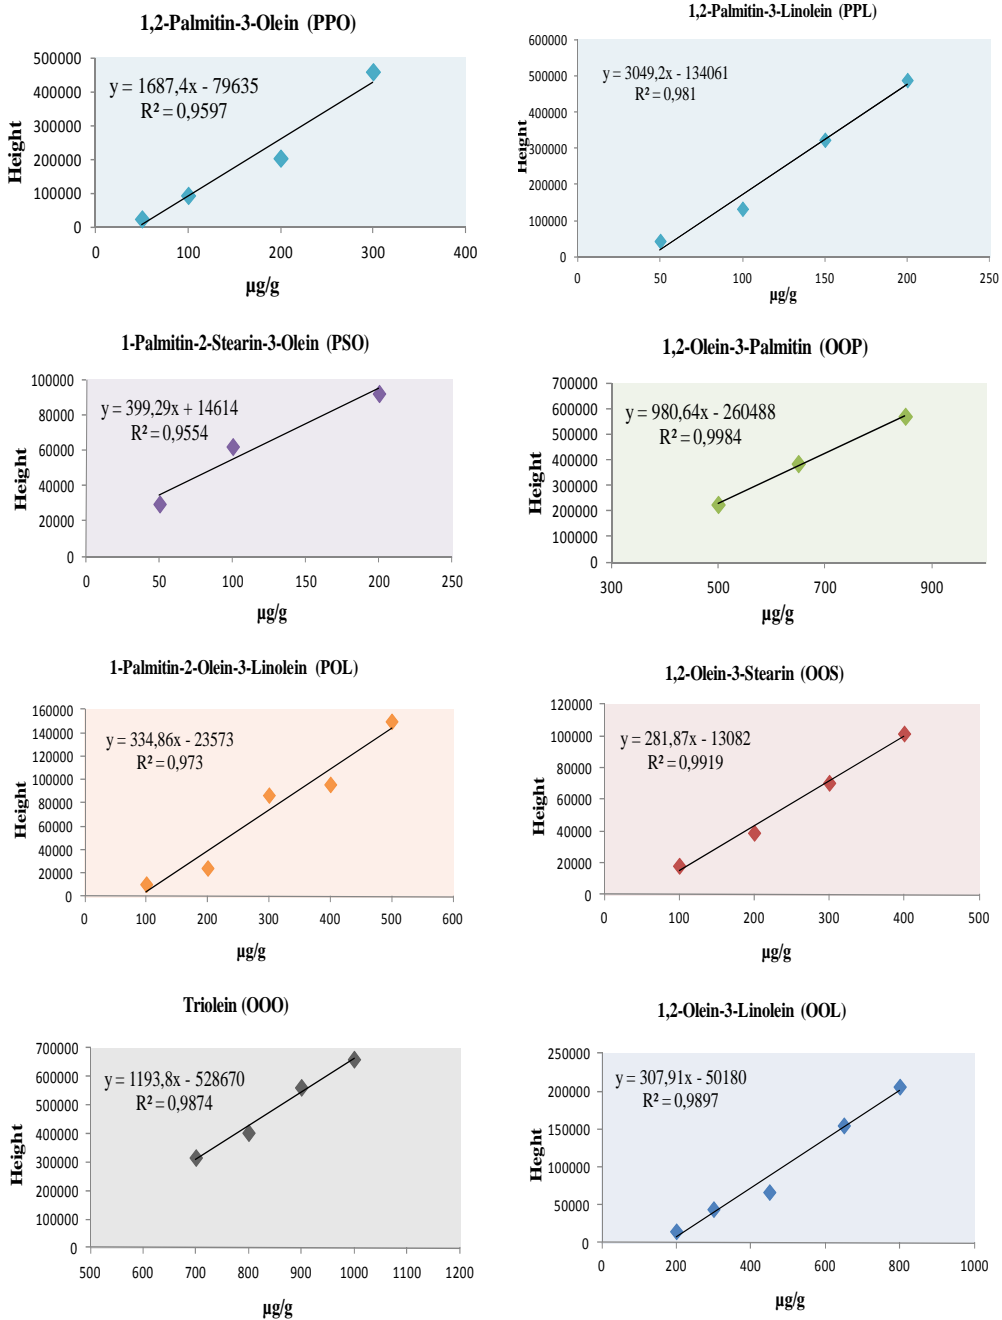 1,2-Palmitin-3-Olein (PPO)
500000
400000
300000
200000
100000
0
y = 1687,4x - 79635
R² = 0,9597
Height
0 100 200 300 400
µg/g
1,2-Palmitin-3-Linolein (PPL)
600000
500000
400000
300000
200000
100000
0
y = 3049,2x - 134061
R² = 0,981
Height
0 50 100 150 200 250
µg/g
1-Palmitin-2-Stearin-3-Olein (PSO)
100000
80000
60000
40000
20000
0
y = 399,29x + 14614
R² = 0,9554
Height
0 50 100 150 200 250
µg/g
1,2-Olein-3-Palmitin (OOP)
700000
600000
500000
400000
300000
200000
100000
0
y = 980,64x - 260488
R² = 0,9984
Height
300 500 700 900
µg/g
1-Palmitin-2-Olein-3-Linolein (POL)
160000
140000
120000
100000
80000
60000
40000
20000
0
y = 334,86x - 23573
R² = 0,973
Height
0 100 200 300 400 500 600
µg/g
1,2-Olein-3-Stearin (OOS)
120000
100000
80000
60000
40000
20000
0
y = 281,87x - 13082
R² = 0,9919
Height
0 100 200 300 400 500
µg/g
Triolein (OOO)
700000
600000
500000
400000
300000
200000
100000
0
y = 1193,8x - 528670
R² = 0,9874
Height
500 600 700 800 900 1000 1100 1200
µg/g
1,2-Olein-3-Linolein (OOL)
250000
200000
150000
100000
50000
0
y = 307,91x - 50180
R² = 0,9897
Heght
0 200 400 600 800 1000
µg/g